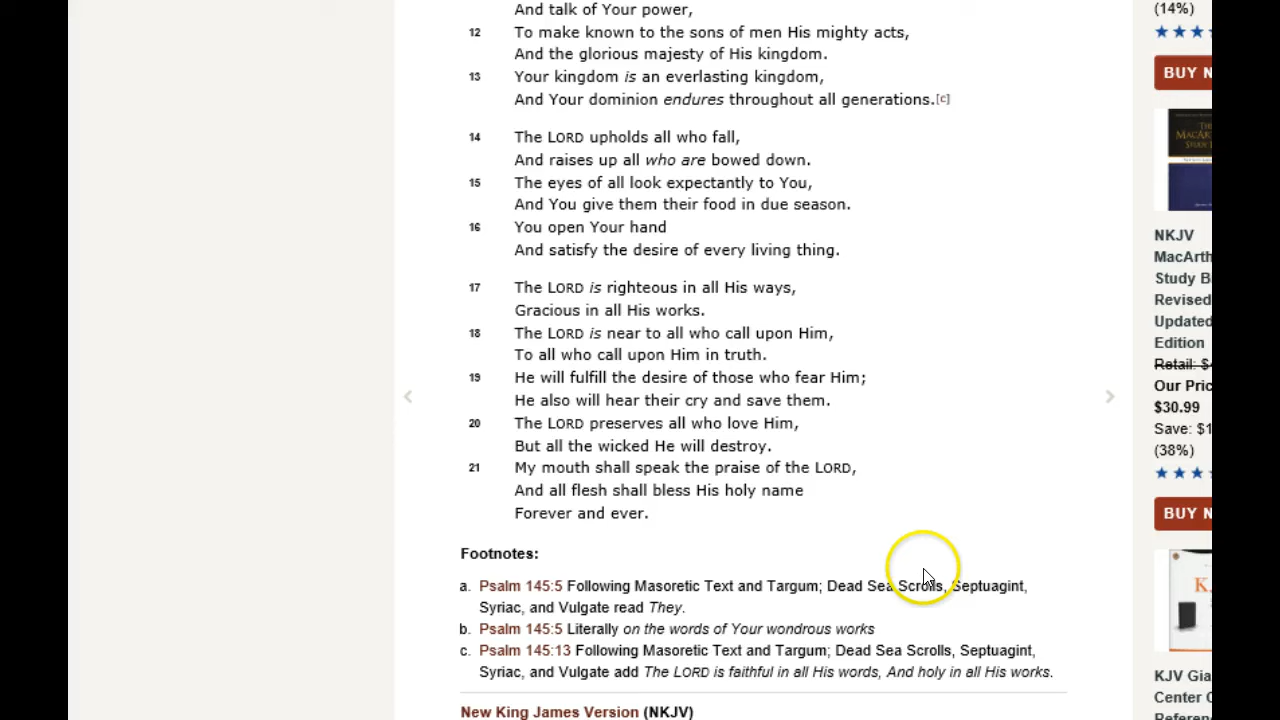 And talk of Your power,
12 To make known to the sons of men His mighty acts,
And the glorious majesty of His kingdom.
13 Your kingdom is an everlasting kingdom,
And Your dominion endures throughout all generations.[c]
14 The LORD upholds all who fall,
And raises up all who are bowed down.
15 The eyes of all look expectantly to You,
And You give them their food in due season.
16 You open Your hand
And satisfy the desire of every living thing.
17 The LORD is righteous in all His ways,
Gracious in all His works.
18 The LORD is near to all who call upon Him,
To all who call upon Him in truth.
19 He will fulfill the desire of those who fear Him;
He also will hear their cry and save them.
20 The LORD preserves all who love Him,
But all the wicked He will destroy.
21 My mouth shall speak the praise of the LORD,
And all flesh shall bless His holy name
Forever and ever.
Footnotes:
a. Psalm 145:5 Following Masoretic Text and Targum; Dead Sea Scrolls, Septuagint,
Syriac, and Vulgate read They.
b. Psalm 145:5 Literally on the words of Your wondrous works
c. Psalm 145:13 Following Masoretic Text and Targum; Dead Sea Scrolls, Septuagint,
Syriac, and Vulgate add The LORD is faithful in all His words, And holy in all His works.
New King James Version (NKJV)
(14%)
BUY N
THE
MACARTHUR
STUDY BIBLE
NKJV
MacArth
Study B
Revised
Updated
Edition
Retail: $
Our Pric
$30.99
Save: $1
(38%)
BUY N
K
KJV Gia
Center C
Referenc